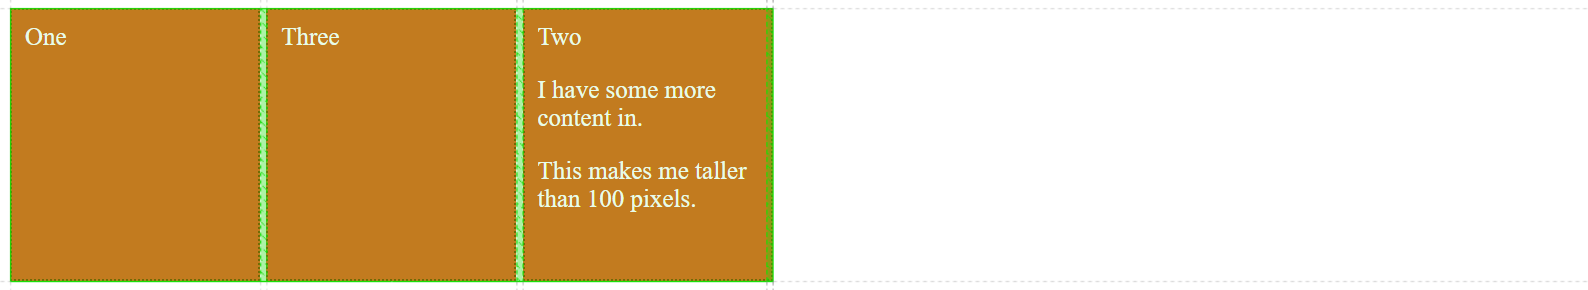 One
Three
Two
I have some more
content in.
This makes me taller
than 100 pixels.